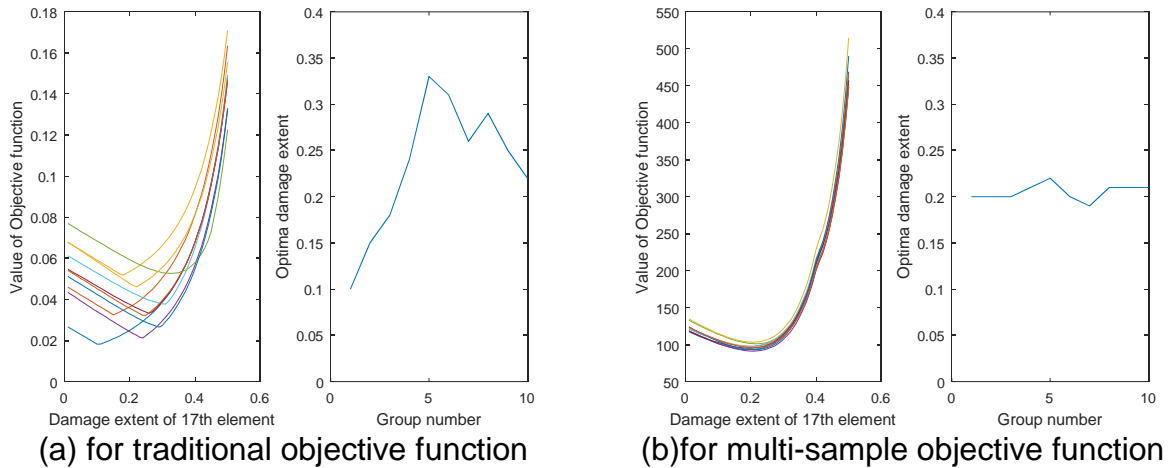 0.18
0.16
0.14
0.12
0.1
0.08
0.06
0.04
0.02
0
0 0.2 0.4 0.6
Value of Objective function
Damage extent of 17th element
0.4
0.35
0.3
0.25
0.2
0.15
0.1
0.05
0
0 5 10
Optima damage extent
Group number
(a) for traditional objective function
550
500
450
400
350
300
250
200
150
100
50
0 0.2 0.4 0.6
Value of Objective function
Damage extent of 17th element
0.4
0.35
0.3
0.25
0.2
0.15
0.1
0.05
0
0 5 10
Optima damage extent
Group number
(b)for multi-sample objective function